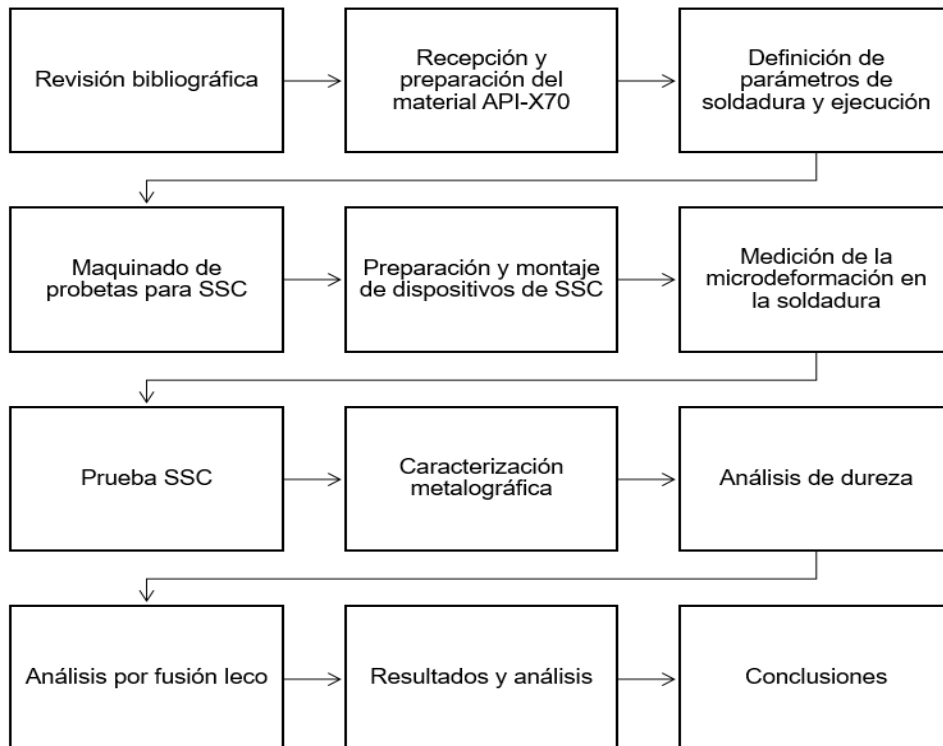 Revisión bibliográfica
Recepción y
preparación del
material API-X70
Definición de
parámetros de
soldadura y ejecución
Maquinado de
probetas para SSC
Preparación y montaje
de dispositivos de SSC
Medición de la
microdeformación en
la soldadura
Prueba SSC
Caracterización
metalográfica
Análisis de dureza
Análisis por fusión leco
Resultados y análisis
Conclusiones